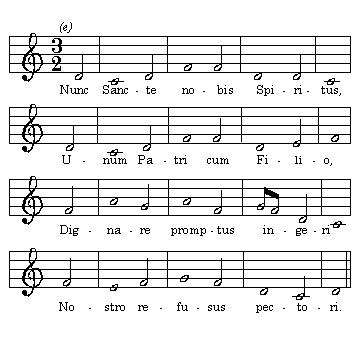 (e)
3
2
Nunc Sanc - te no - bis Spi - ri - tus,
U - num Pa - tri cum Fi - li - o,
Dig - na - re promp - tus in - ge - ri
No - stro re - fu - sus pec - to - ri.